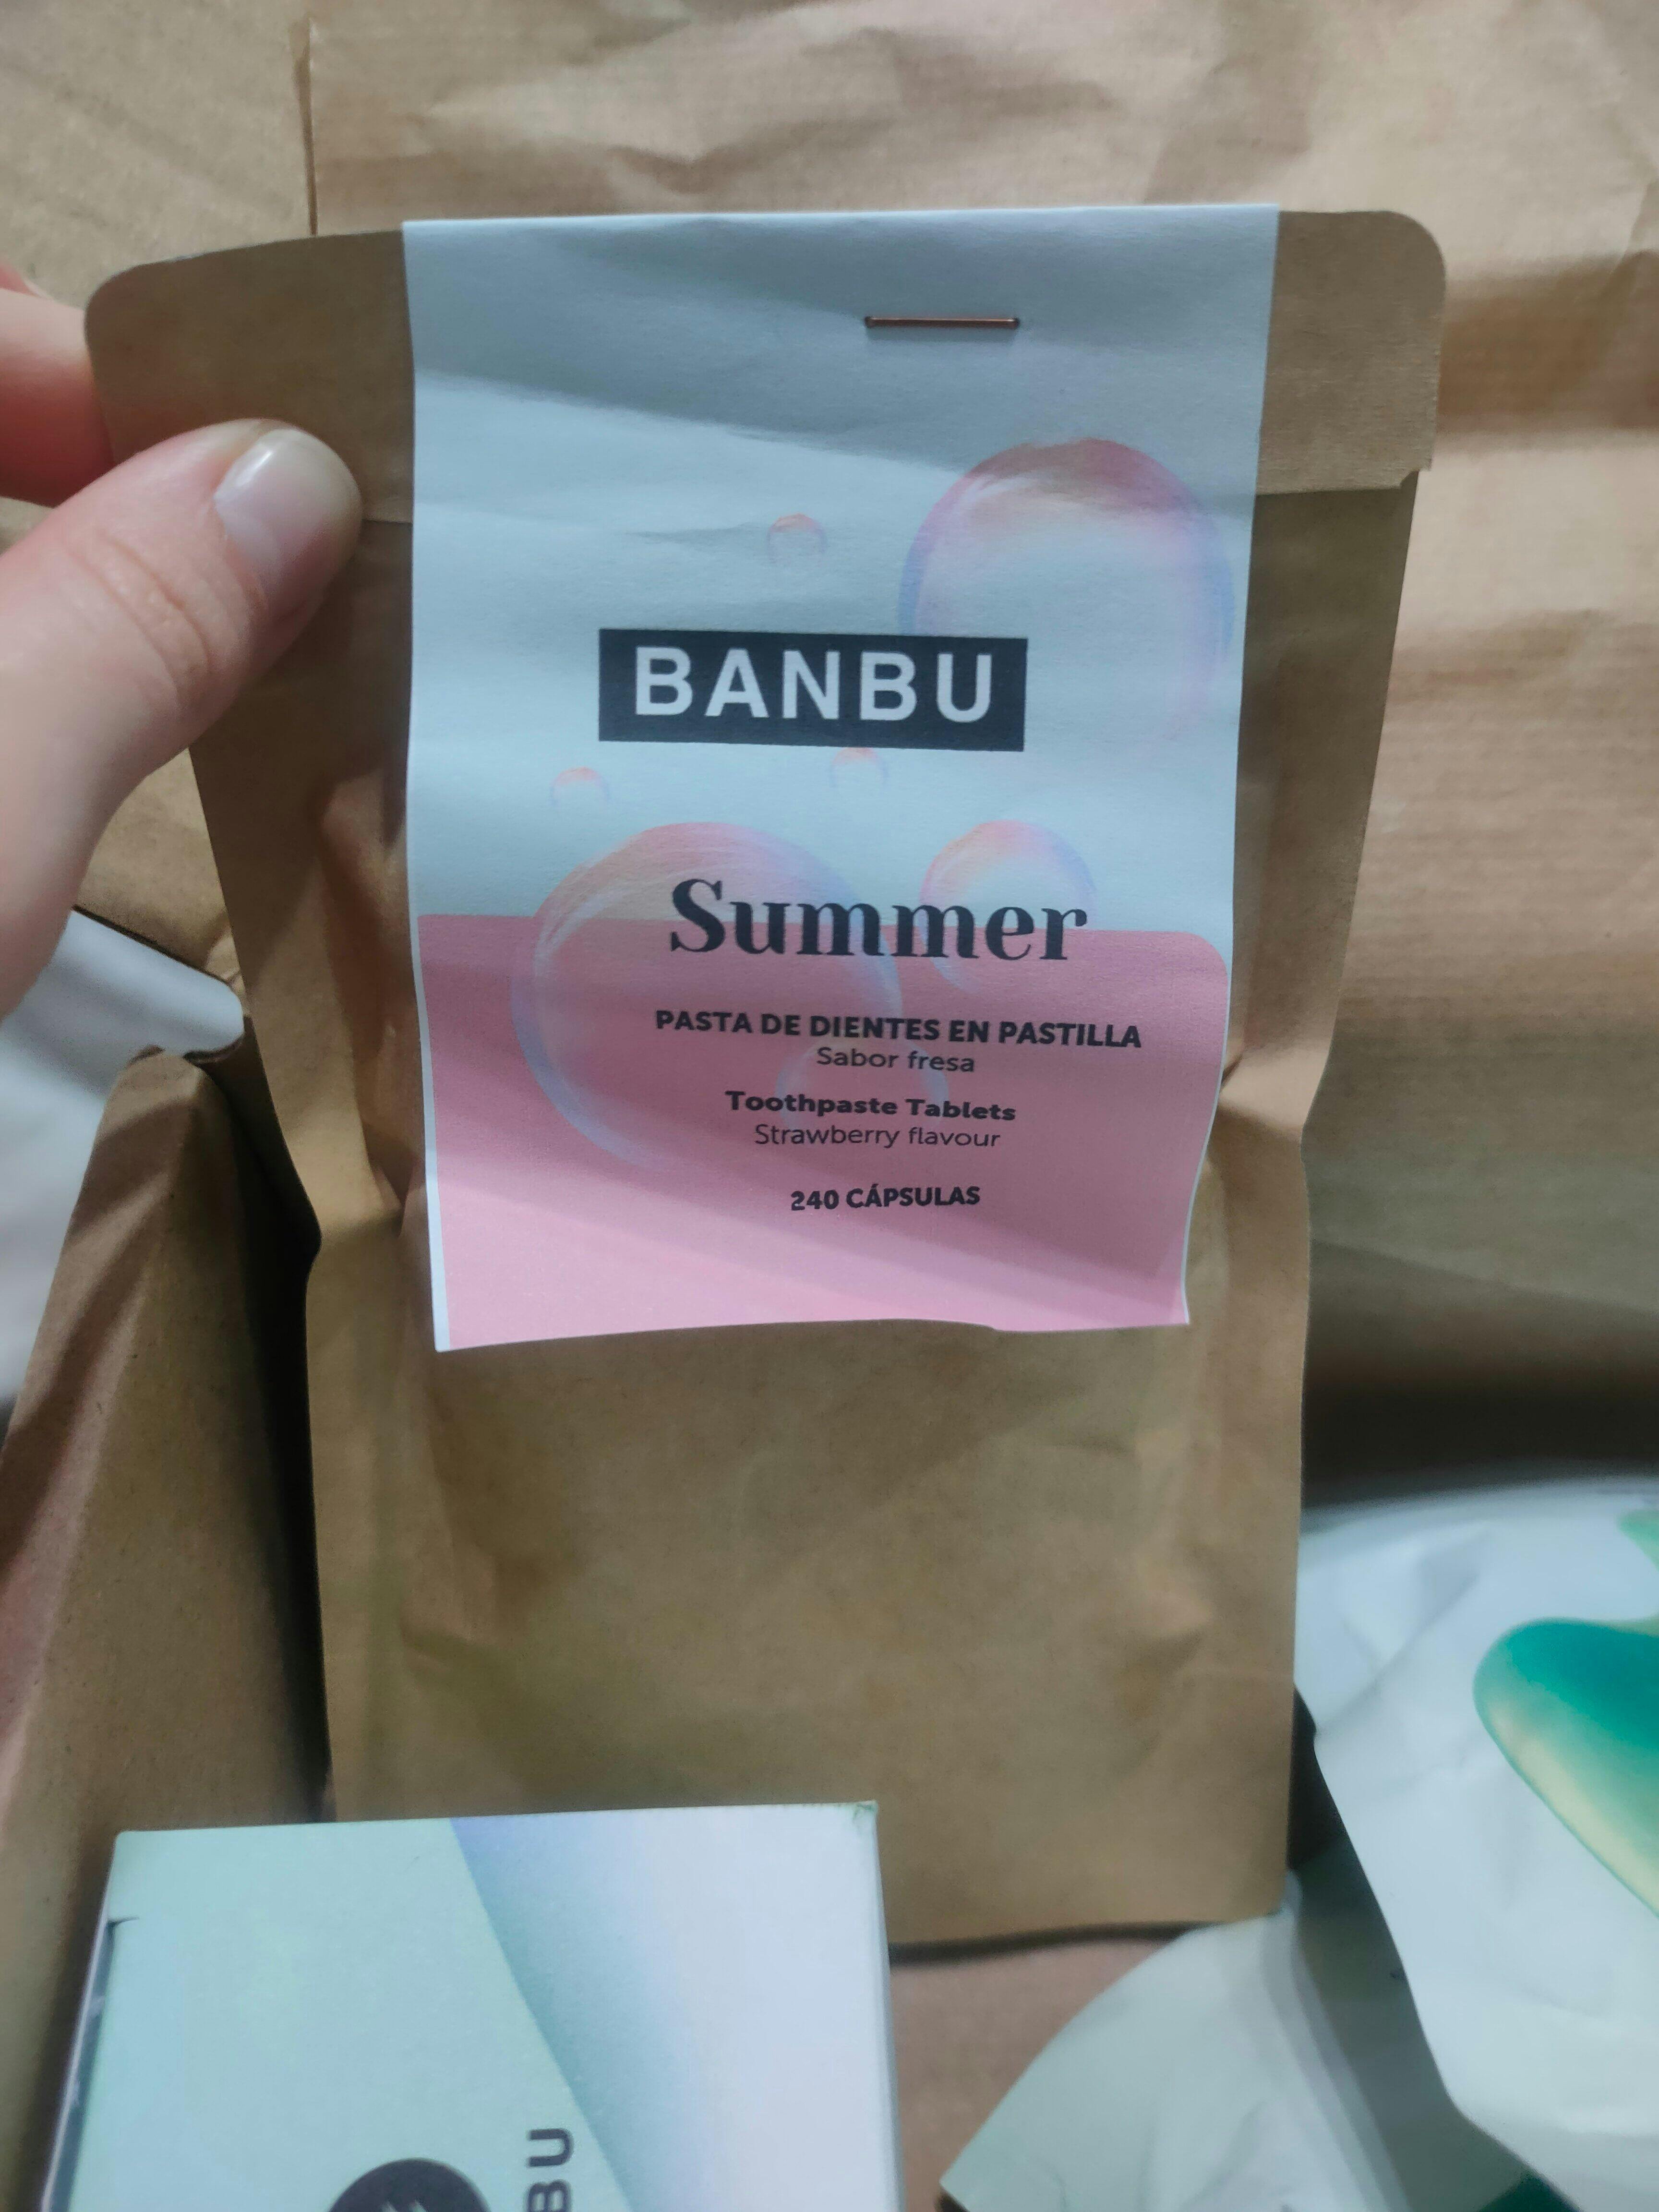 BANBU
Summer
PASTA DE DIENTES EN PASTILLA
Sabor fresa
Toothpaste Tablets
Strawberry flavour
240 CÁPSULAS
BU